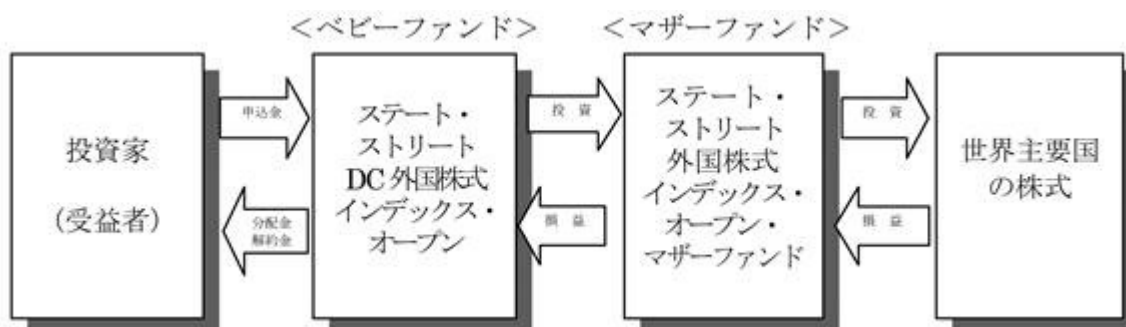 <ベビーファンド>
<マザーファンド>
投資家
(受益者)
申込金
分配金
解約金
ステート・
ストリート
DC 外国株式
インデックス・
オープン
投 資
損 益
ステート・
ストリート
外国株式
インデックス・
オープン・
マザーファンド
投 資
損 益
世界主要国
の株式